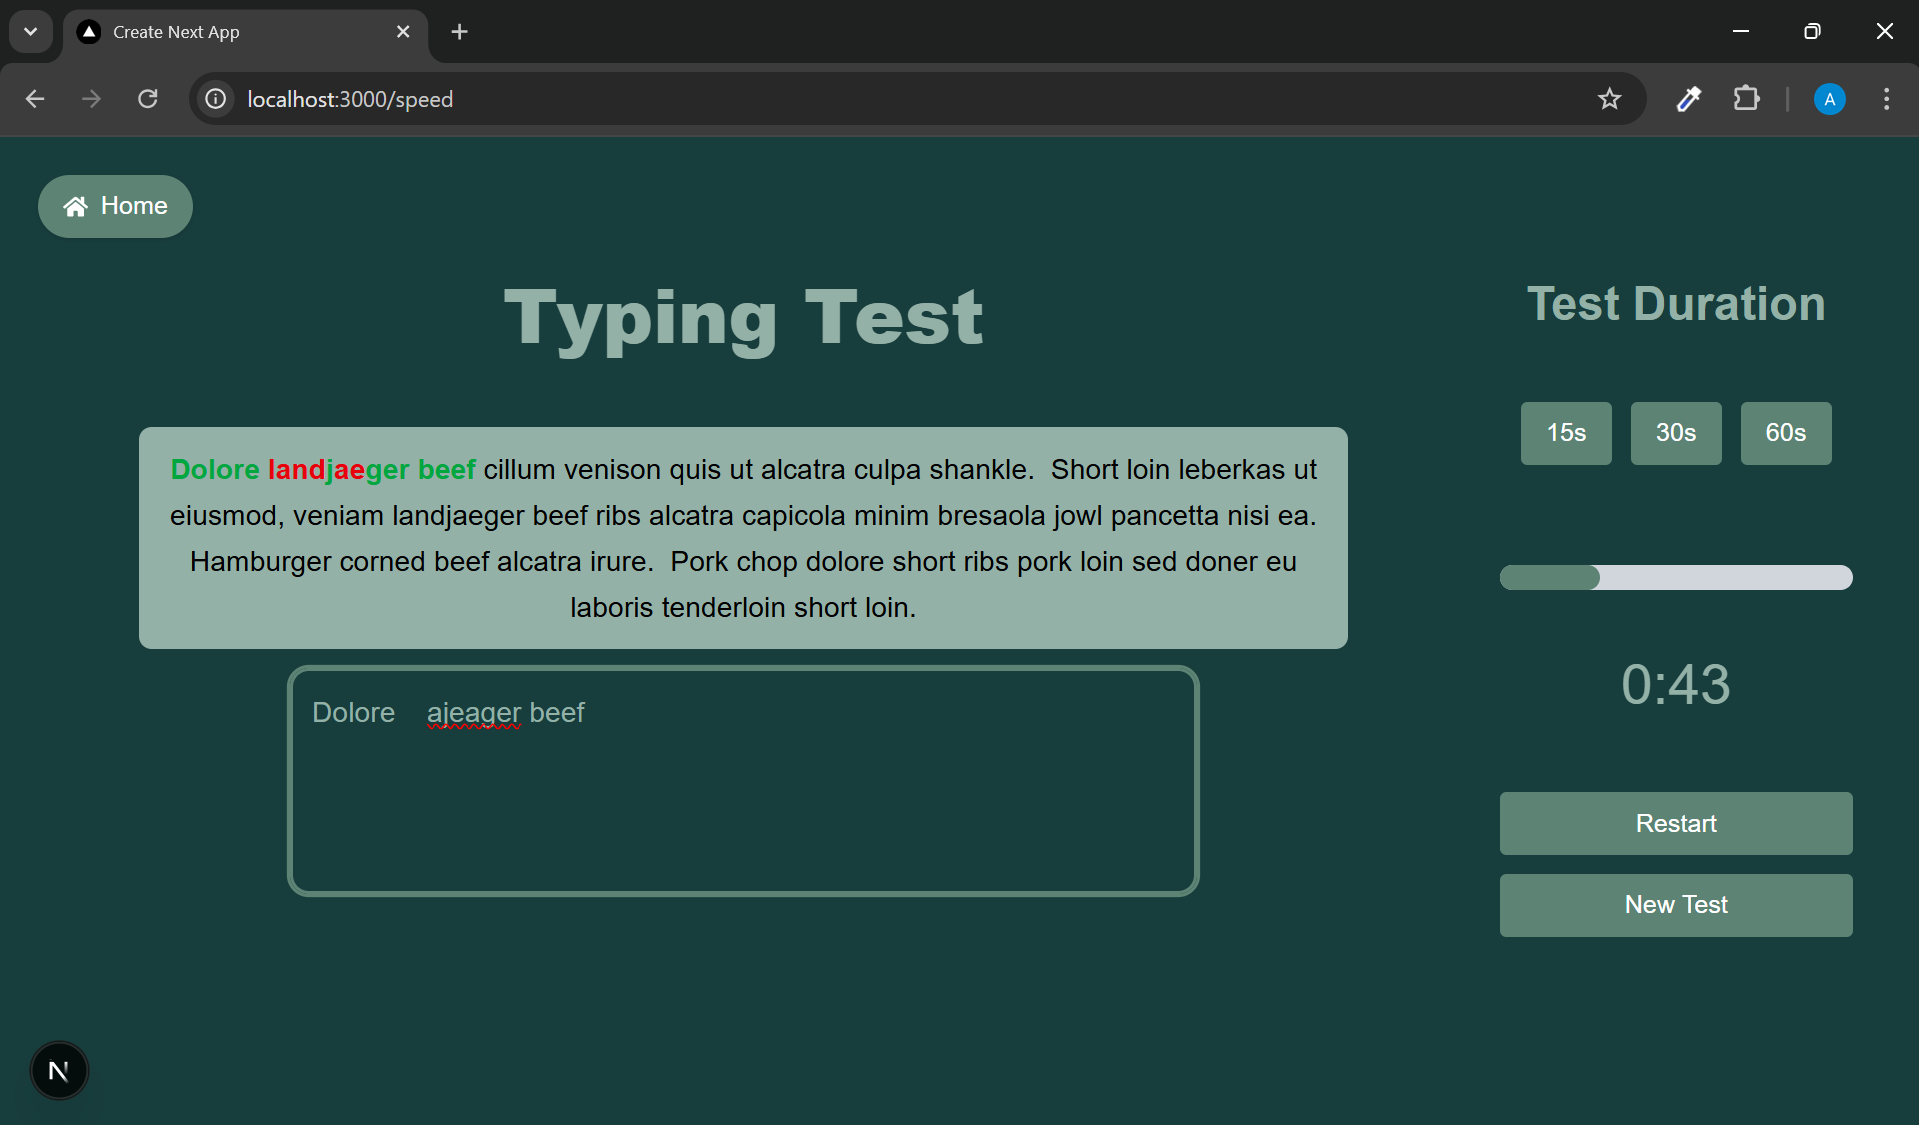 Create Next App
localhost:3000/speed
A
Home
Typing Test
Test Duration
15s 30s 60s
Dolore landjaeger beef cillum venison quis ut alcatra culpa shankle.  Short loin leberkas ut
eiusmod, veniam landjaeger beef ribs alcatra capicola minim bresaola jowl pancetta nisi ea.
Hamburger corned beef alcatra irure.  Pork chop dolore short ribs pork loin sed doner eu
laboris tenderloin short loin.
0:43
Dolore    ajeager beef
Restart
New Test
N